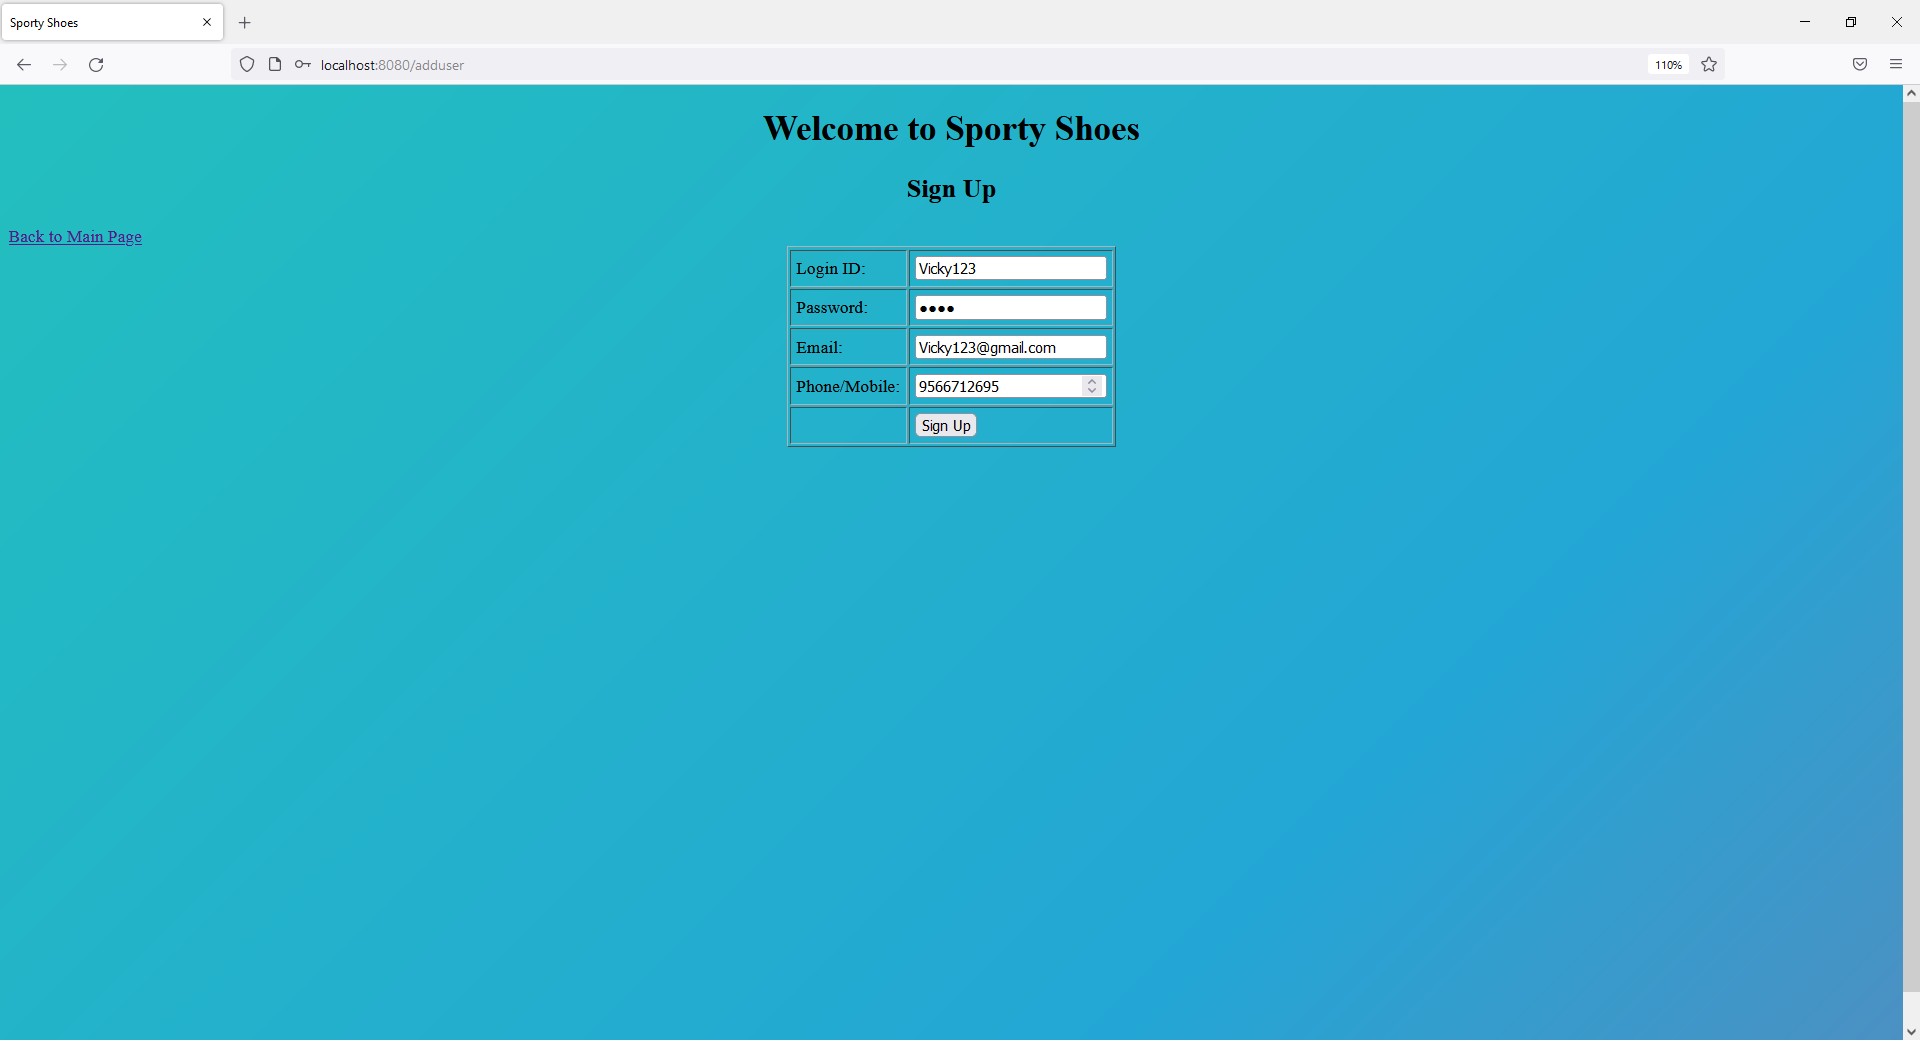 Sporty Shoes
localhost:8080/adduser
110%
Welcome to Sporty Shoes
Sign Up
Back to Main Page
Login ID: Vicky123
Password: ●●●●
Email: Vicky123@gmail.com
Phone/Mobile: 9566712695
Sign Up